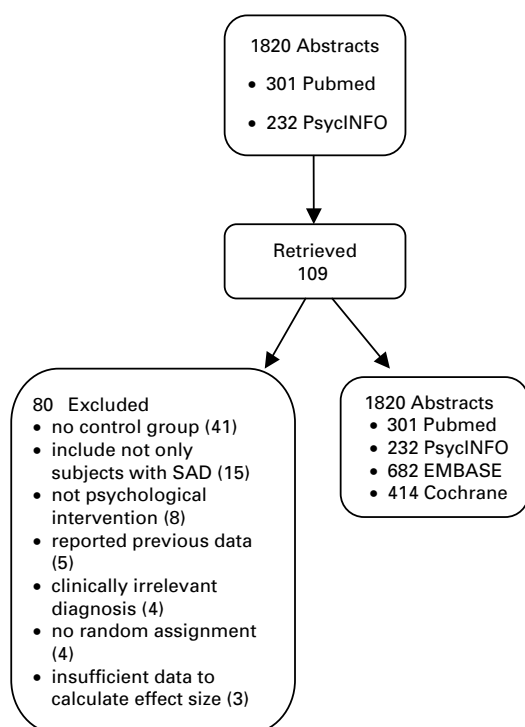 1820 Abstracts
• 301 Pubmed
• 232 PsycINFO
Retrieved
109
80 Excluded
• no control group (41)
• include not only
subjects with SAD (15)
• not psychological
intervention (8)
• reported previous data
(5)
• clinically irrelevant
diagnosis (4)
• no random assignment
(4)
• insufficient data to
calculate effect size (3)
1820 Abstracts
• 301 Pubmed
• 232 PsycINFO
• 682 EMBASE
• 414 Cochrane